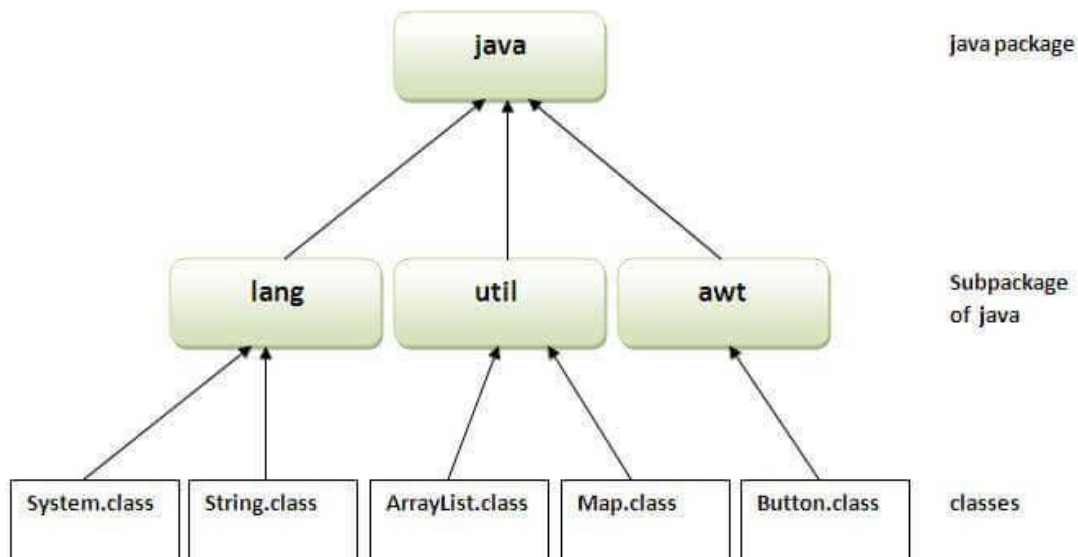 java
java package
lang
util
awt
Subpackage
of java
System.class
String.class
ArrayList.class
Map.class
Button.class
classes